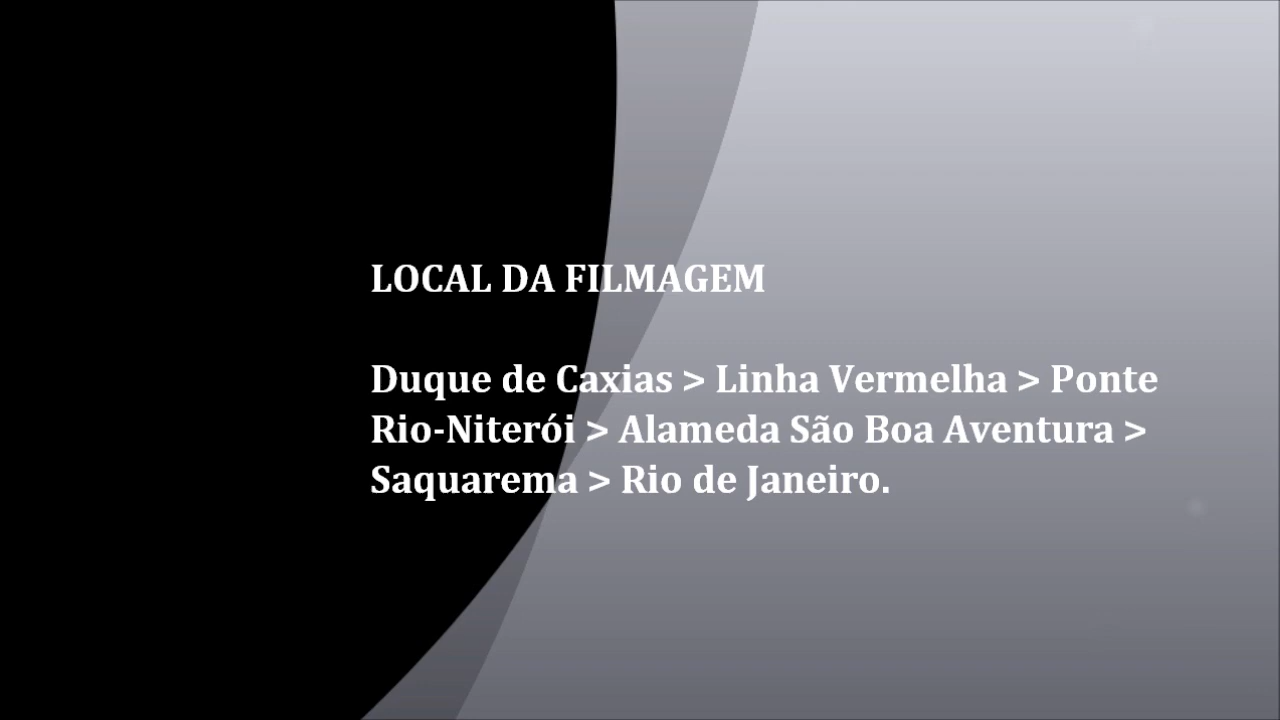 LOCAL DA FILMAGEM
Duque de Caxias > Linha Vermelha > Ponte
Rio-Niterói > Alameda São Boa Aventura >
Saquarema > Rio de Janeiro.